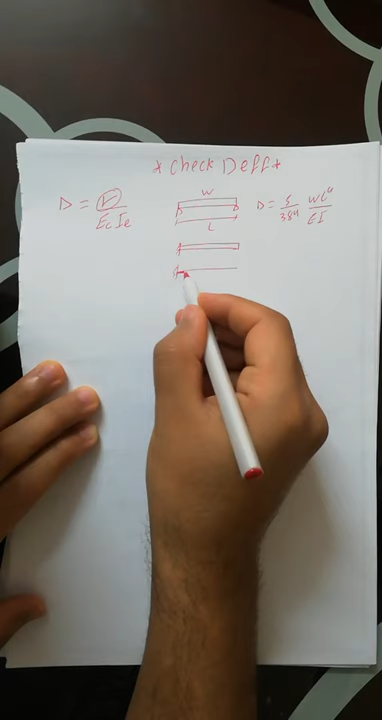 * Check Deff *
Δ = r / Ec Ie
W
L
Δ = 5/384 WL⁴/EI